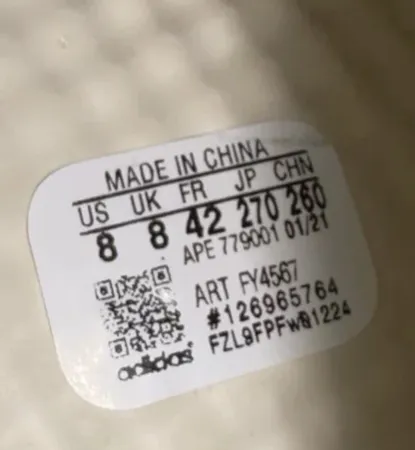 MADE IN CHINA
US UK FR JP CHN
8 8 42 270 260
APE 779001 01/21
ART FY4567
#126965764
FZL9FPFW01224
adidas